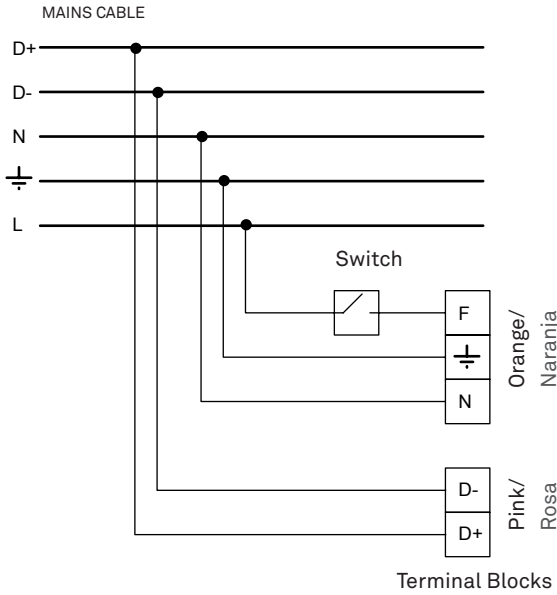 MAINS CABLE
D+
D-
N
L
Switch
F
N
Orange/
Narania
D-
D+
Pink/
Rosa
Terminal Blocks